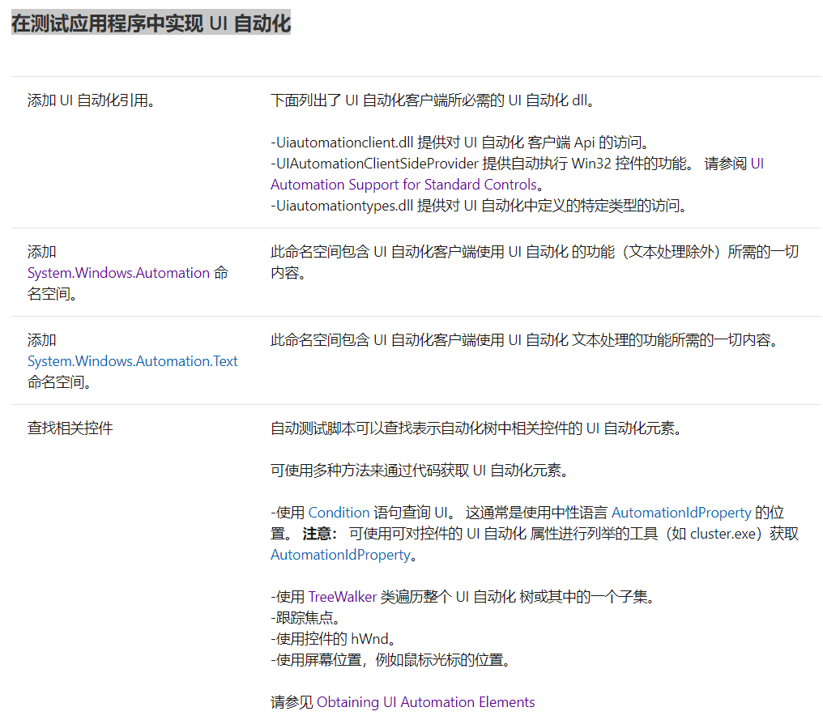 在测试应用程序中实现 UI 自动化
添加 UI 自动化引用。
下面列出了 UI 自动化客户端所必需的 UI 自动化 dll。
-Uiautomationclient.dll 提供对 UI 自动化 客户端 Api 的访问。
-UIAutomationClientSideProvider 提供自动执行 Win32 控件的功能。 请参阅 UI
Automation Support for Standard Controls。
-Uiautomationtypes.dll 提供对 UI 自动化中定义的特定类型的访问。
添加
System.Windows.Automation 命
名空间。
此命名空间包含 UI 自动化客户端使用 UI 自动化 的功能（文本处理除外）所需的一切
内容。
添加
System.Windows.Automation.Text
命名空间。
此命名空间包含 UI 自动化客户端使用 UI 自动化 文本处理的功能所需的一切内容。
查找相关控件
自动测试脚本可以查找表示自动化树中相关控件的 UI 自动化元素。
可使用多种方法来通过代码获取 UI 自动化元素。
-使用 Condition 语句查询 UI。 这通常是使用中性语言 AutomationIdProperty 的位
置。 注意： 可使用可对控件的 UI 自动化 属性进行列举的工具（如 cluster.exe）获取
AutomationIdProperty。
-使用 TreeWalker 类遍历整个 UI 自动化 树或其中的一个子集。
-跟踪焦点。
-使用控件的 hWnd。
-使用屏幕位置，例如鼠标光标的位置。
请参见 Obtaining UI Automation Elements